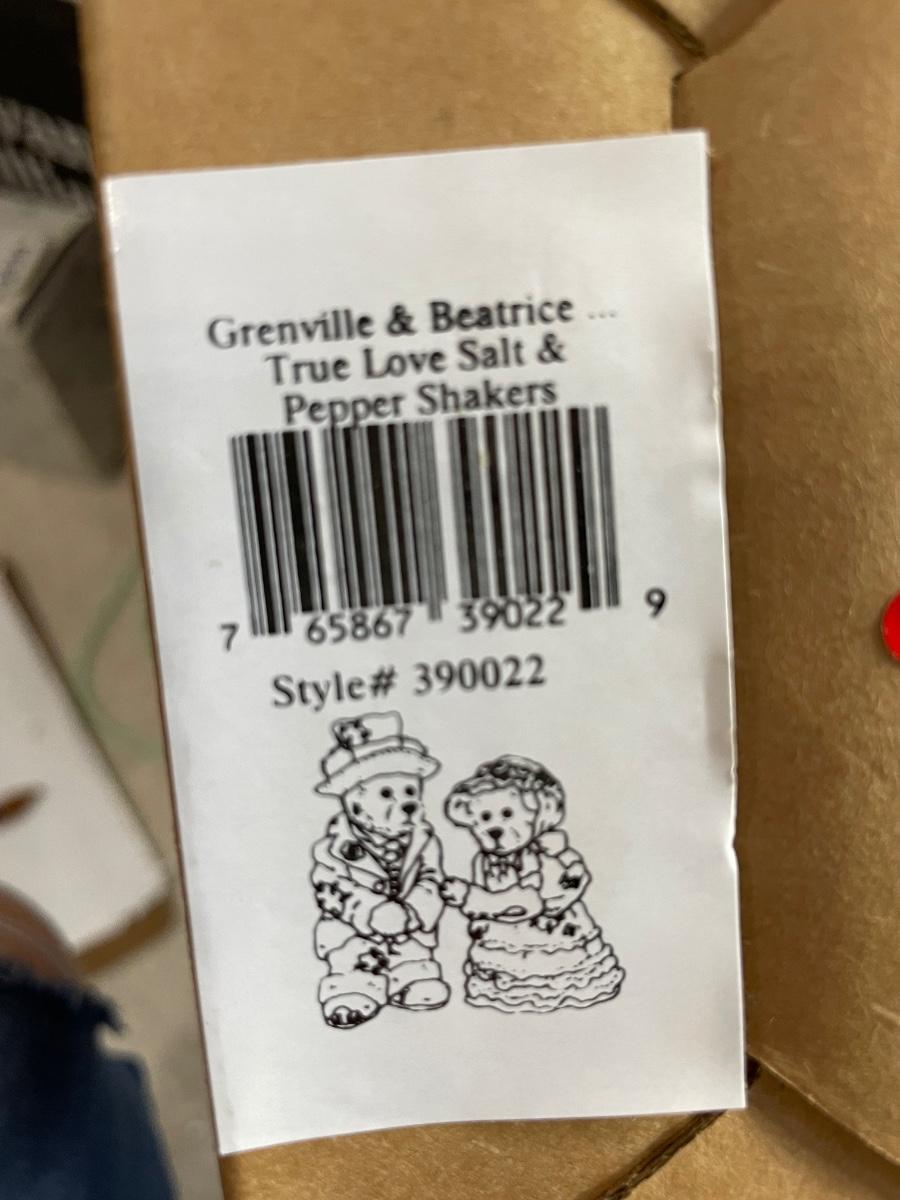 Grenville & Beatrice ...
True Love Salt &
Pepper Shakers
7 65867 39022 9
Style# 390022